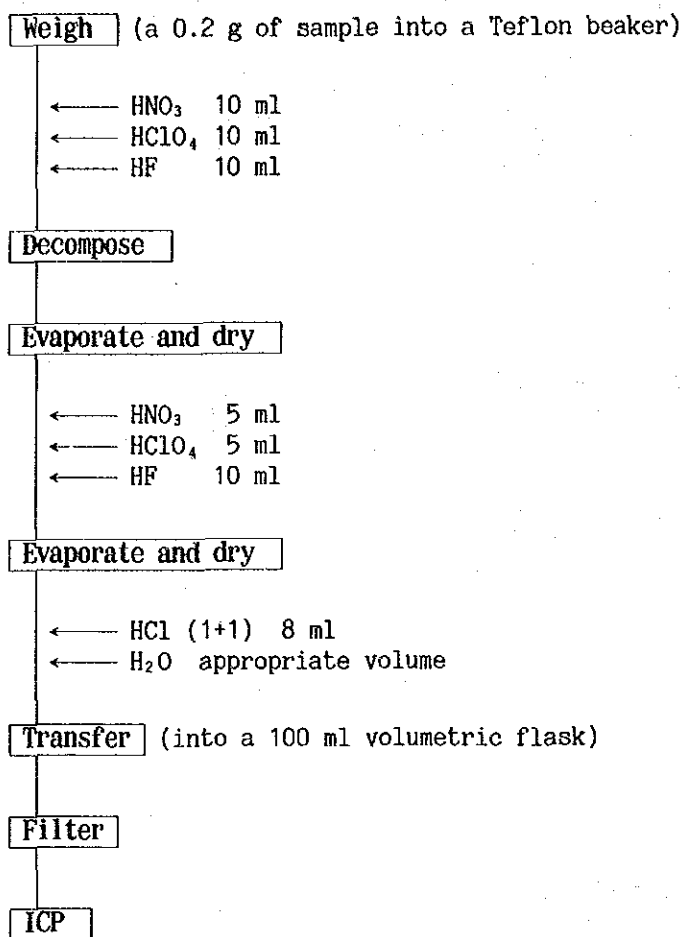 Weigh (a 0.2 g of sample into a Teflon beaker)
← HNO₃ 10 ml
← HClO₄ 10 ml
← HF 10 ml
Decompose
Evaporate and dry
← HNO₃ 5 ml
← HClO₄ 5 ml
← HF 10 ml
Evaporate and dry
← HCl (1+1) 8 ml
← H₂O appropriate volume
Transfer (into a 100 ml volumetric flask)
Filter
ICP